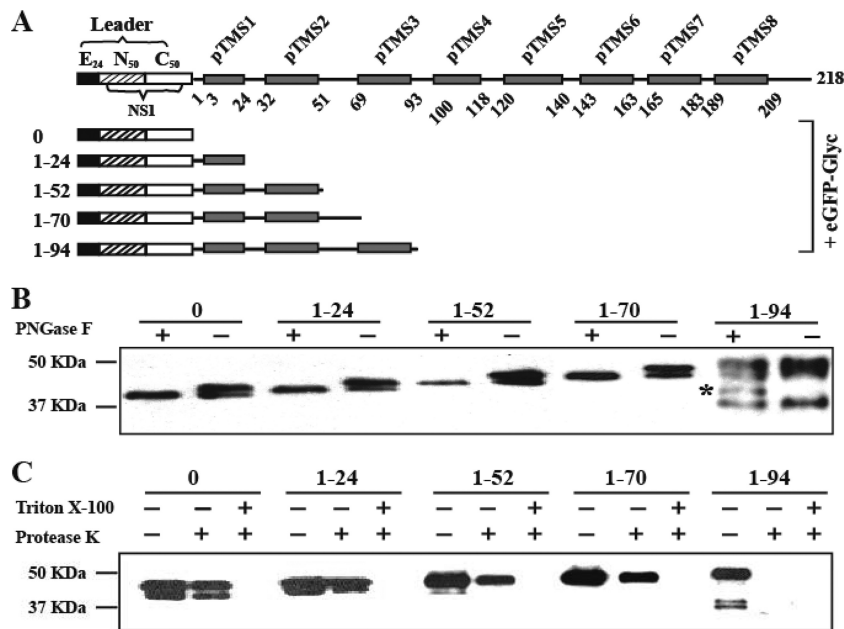 A
Leader
E24 N50 C50
NS1
pTMS1 pTMS2 pTMS3 pTMS4 pTMS5 pTMS6 pTMS7 pTMS8
218
1 3 24 32 51 69 93 100 118 120 140 143 163 165 183 189 209
0
1-24
1-52
1-70
1-94
+ eGFP-Glyc
B
0 1-24 1-52 1-70 1-94
PNGase F + − + − + − + − + −
50 KDa
*
37 KDa
C
0 1-24 1-52 1-70 1-94
Triton X-100 − − + − − + − − + − − + − − +
Protease K − + + − + + − + + − + + − + +
50 KDa
37 KDa